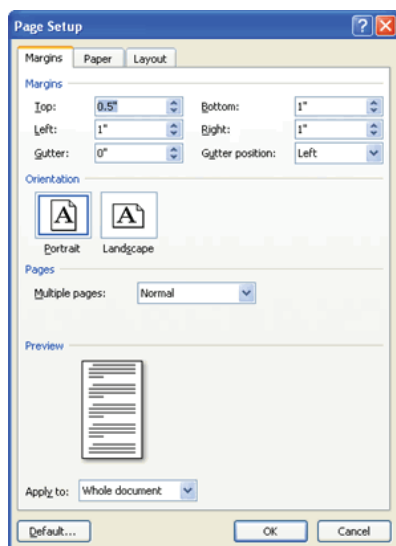 Page Setup
Margins Paper Layout
Margins
Top: 0.5" Bottom: 1"
Left: 1" Right: 1"
Gutter: 0" Gutter position: Left
Orientation
A A
Portrait Landscape
Pages
Multiple pages: Normal
Preview
Apply to: Whole document
Default... OK Cancel